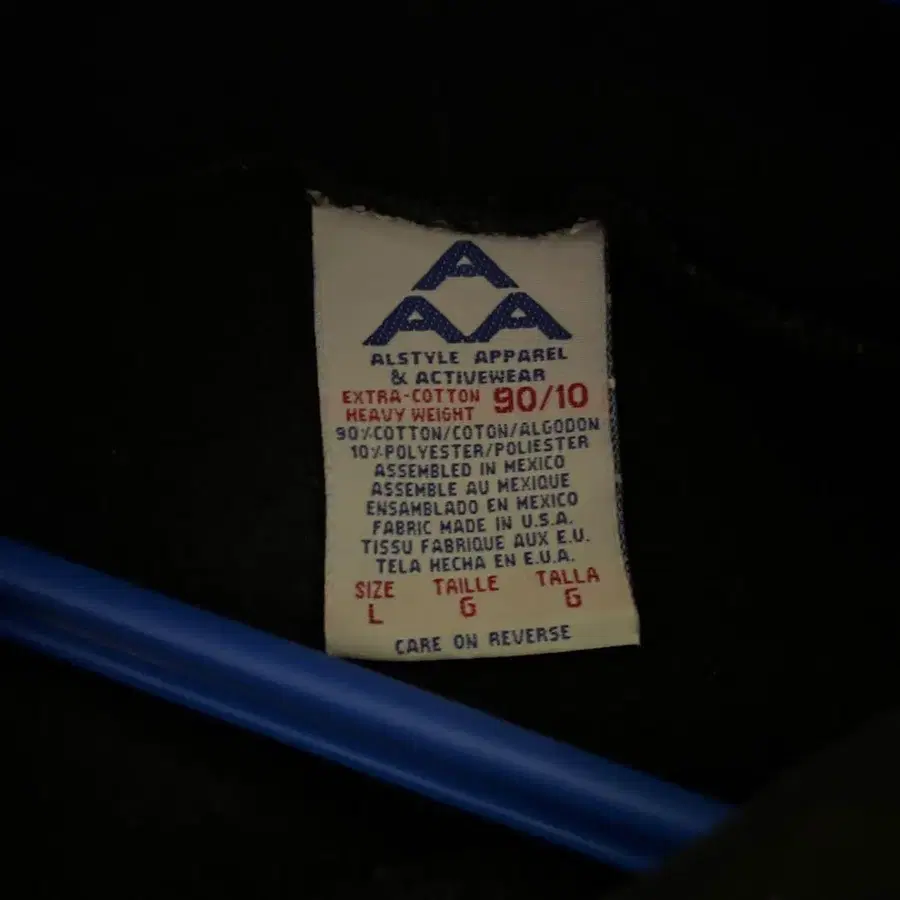 A
A A
ALSTYLE APPAREL
& ACTIVEWEAR
EXTRA-COTTON 90/10
HEAVY WEIGHT
90%COTTON/COTON/ALGODON
10%POLYESTER/POLIESTER
ASSEMBLED IN MEXICO
ASSEMBLE AU MEXIQUE
ENSAMBLADO EN MEXICO
FABRIC MADE IN U.S.A.
TISSU FABRIQUE AUX E.U.
TELA HECHA EN E.U.A.
SIZE TAILLE TALLA
L G G
CARE ON REVERSE